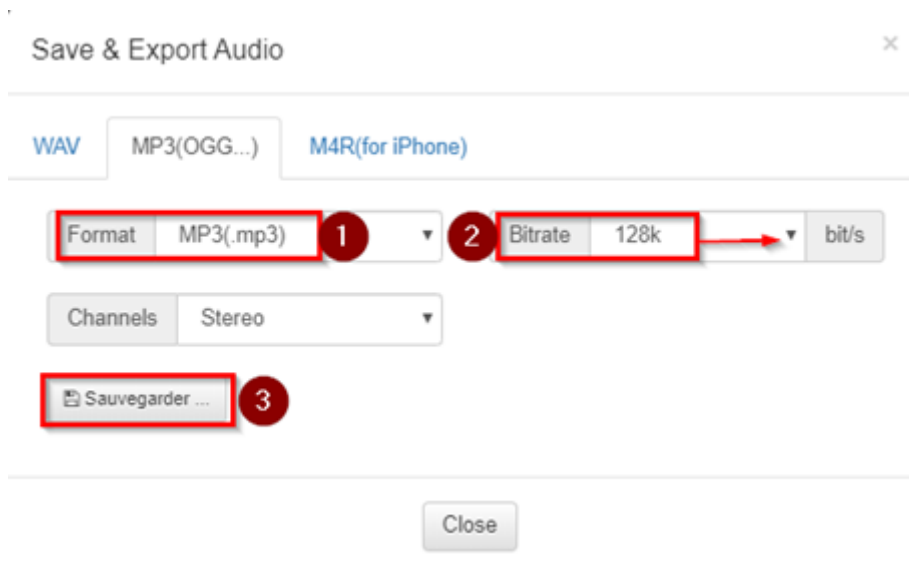 Save & Export Audio ×
WAV MP3(OGG...) M4R(for iPhone)
Format MP3(.mp3) 1 2 Bitrate 128k bit/s
Channels Stereo
Sauvegarder ... 3
Close